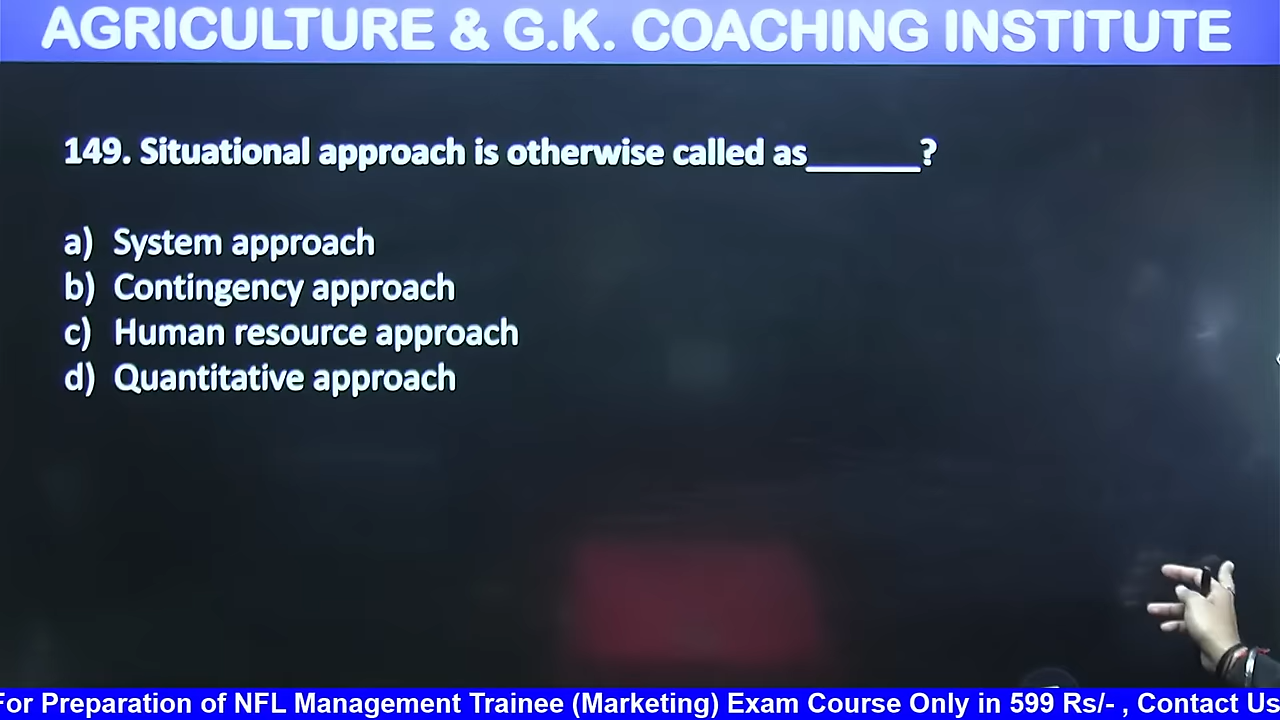 AGRICULTURE & G.K. COACHING INSTITUTE
149. Situational approach is otherwise called as______?
a) System approach
b) Contingency approach
c) Human resource approach
d) Quantitative approach
For Preparation of NFL Management Trainee (Marketing) Exam Course Only in 599 Rs/- , Contact Us